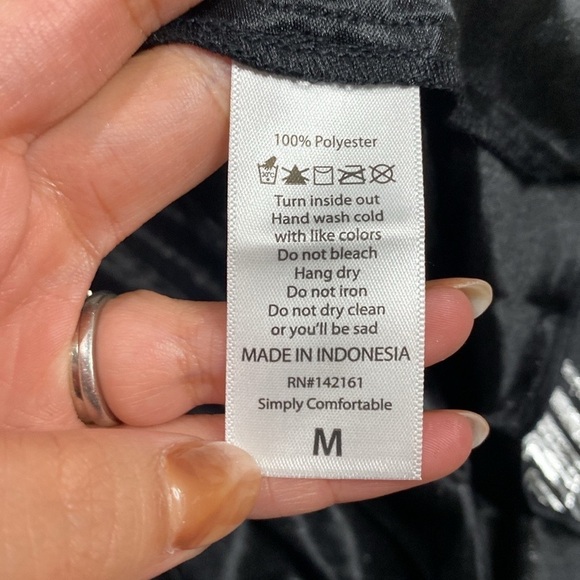 100% Polyester
Turn inside out
Hand wash cold
with like colors
Do not bleach
Hang dry
Do not iron
Do not dry clean
or you'll be sad
MADE IN INDONESIA
RN#142161
Simply Comfortable
M